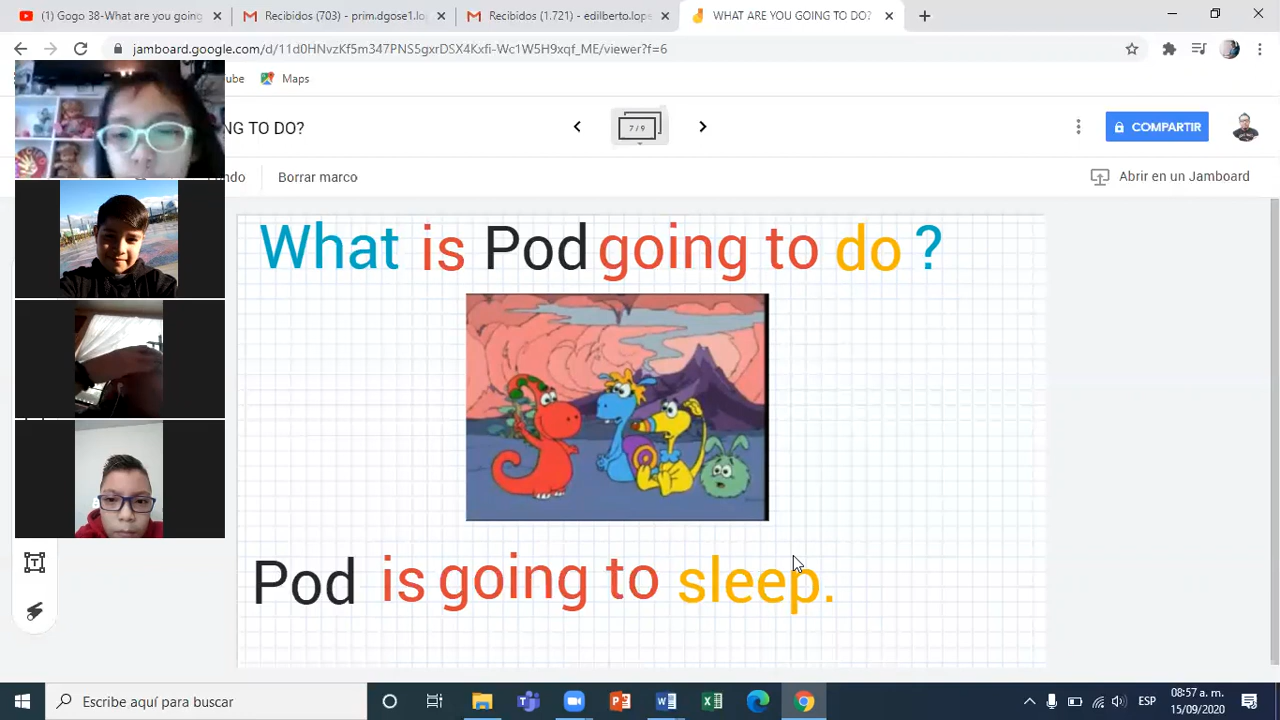 (1) Gogo 38-What are you going
Recibidos (703) - prim.dgose1.lo
Recibidos (1.721) - edilberto.lope
WHAT ARE YOU GOING TO DO?
jamboard.google.com/d/11d0HNvzKf5m347PNS5gxrDSX4Kxfi-Wc1W5H9xqf_ME/viewer?f=6
ube
Maps
NG TO DO?
7 / 9
COMPARTIR
ondo
Borrar marco
Abrir en un Jamboard
What is Pod going to do ?
Pod is going to sleep.
Escribe aquí para buscar
ESP
08:57 a. m.
15/09/2020